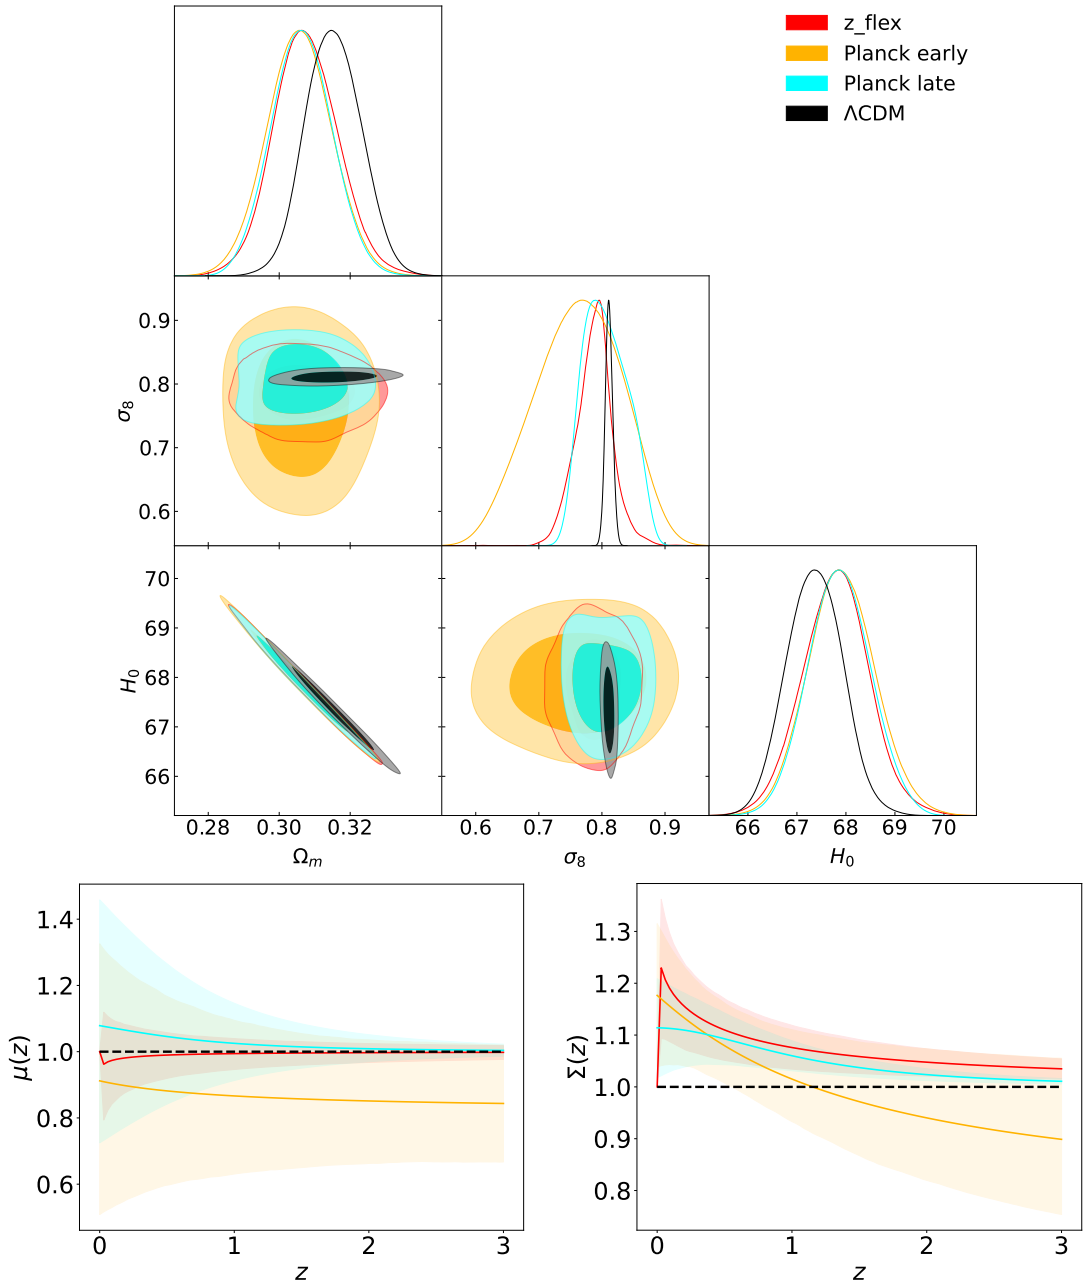 z_flex
Planck early
Planck late
ΛCDM
0.9
0.8
0.7
0.6
σ8
70
69
68
67
66
H0
0.28 0.30 0.32
Ωm
0.6 0.7 0.8 0.9
σ8
66 67 68 69 70
H0
1.4
1.2
1.0
0.8
0.6
μ(z)
0 1 2 3
z
1.3
1.2
1.1
1.0
0.9
0.8
Σ(z)
0 1 2 3
z